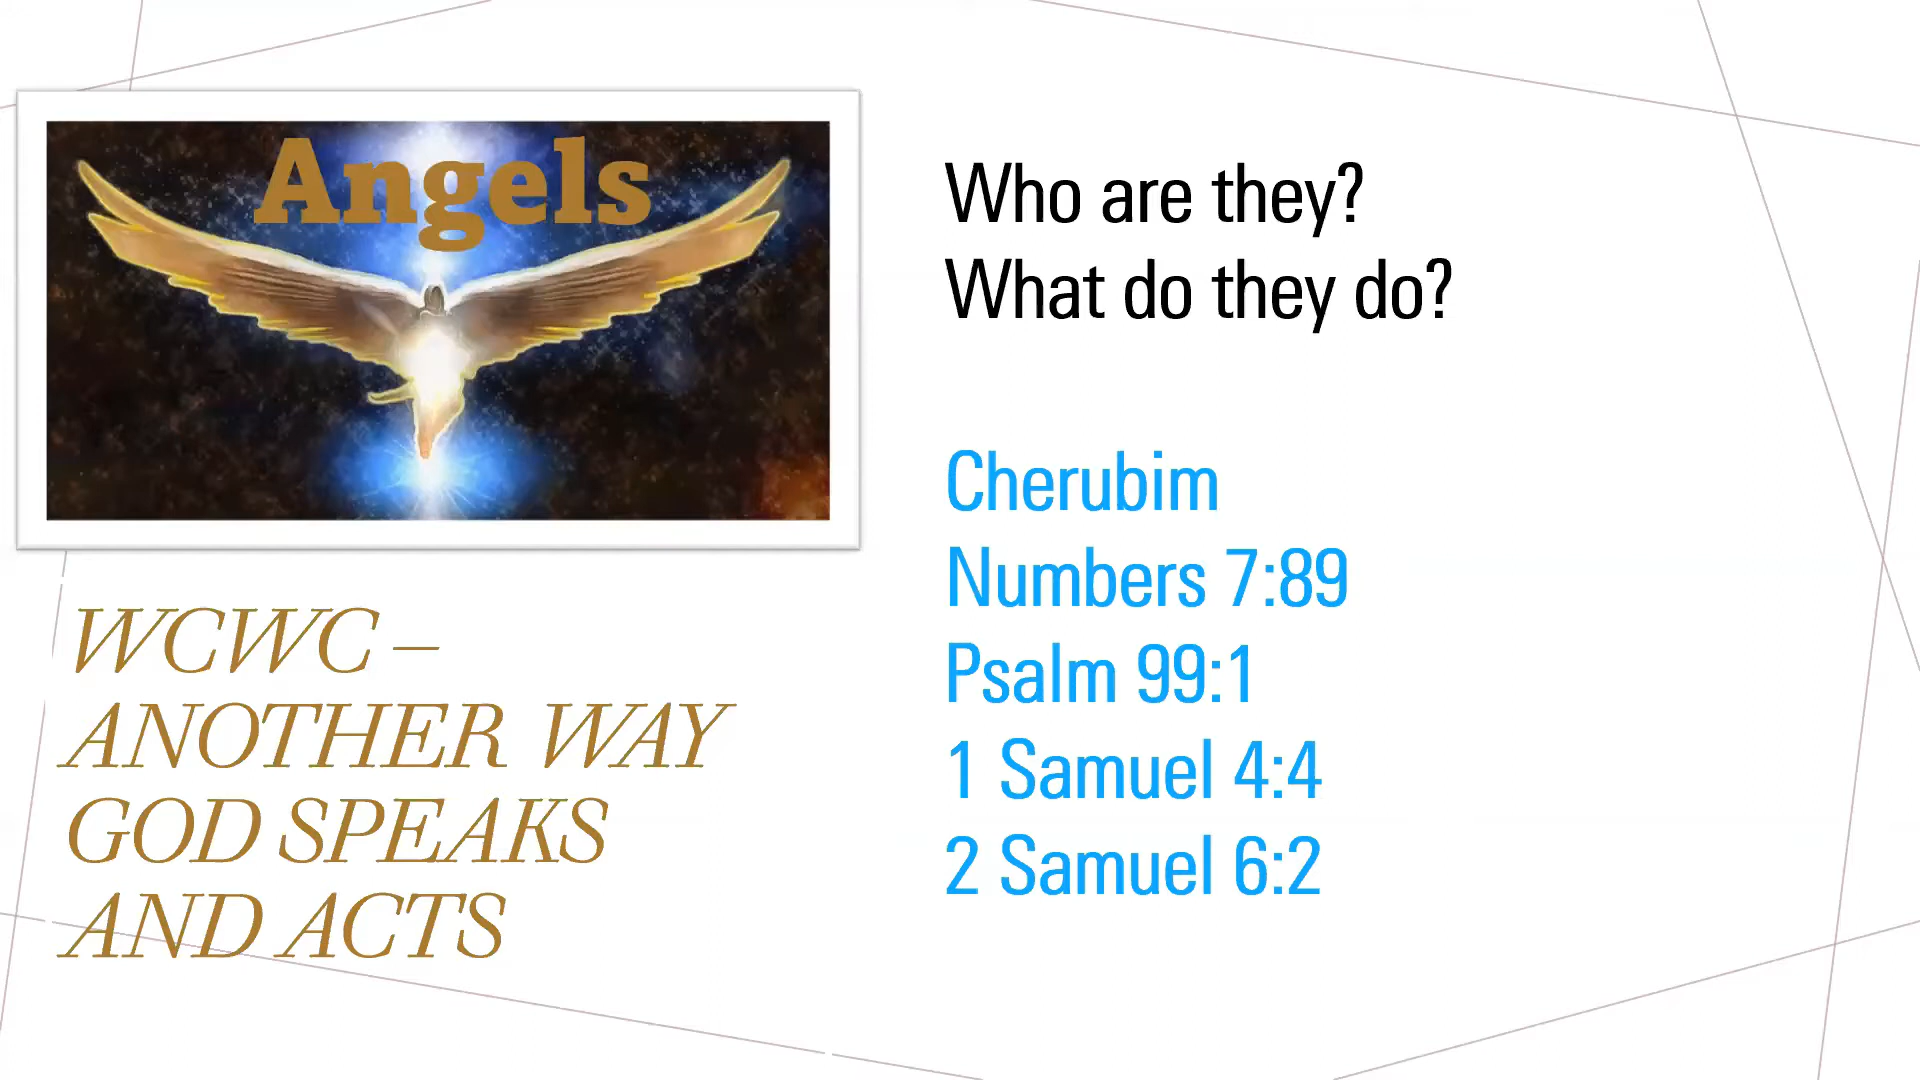 Angels
WCWC –
ANOTHER WAY
GOD SPEAKS
AND ACTS
Who are they?
What do they do?
Cherubim
Numbers 7:89
Psalm 99:1
1 Samuel 4:4
2 Samuel 6:2